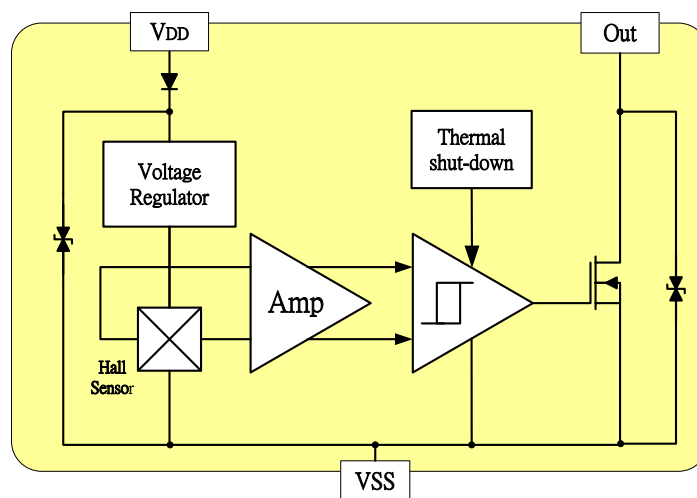 VDD
Out
Thermal
shut-down
Voltage
Regulator
Amp
Hall
Sensor
VSS